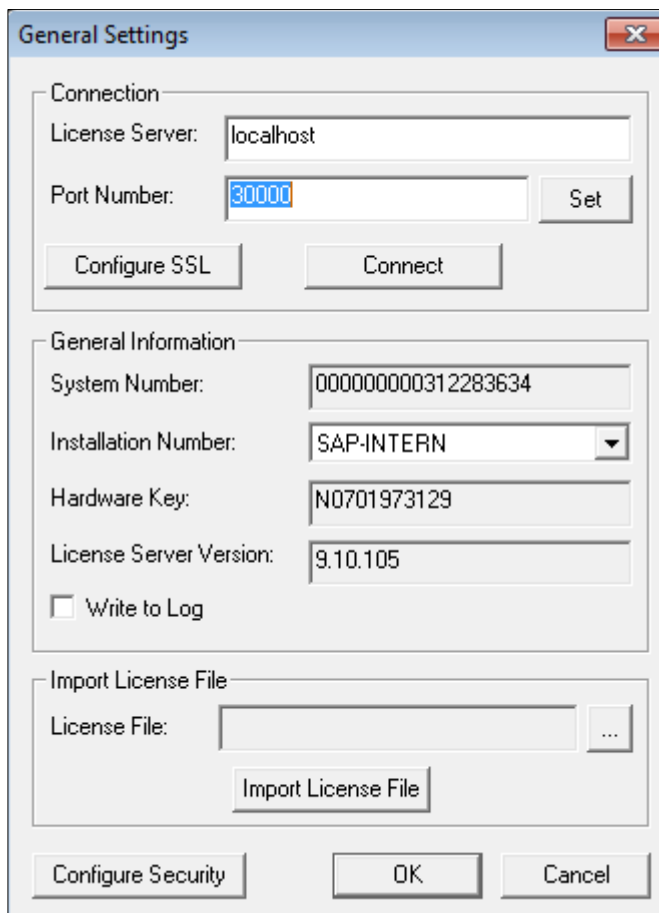 General Settings
Connection
License Server: localhost
Port Number: 30000 Set
Configure SSL Connect
General Information
System Number: 000000000312283634
Installation Number: SAP-INTERN
Hardware Key: N0701973129
License Server Version: 9.10.105
Write to Log
Import License File
License File: ...
Import License File
Configure Security OK Cancel